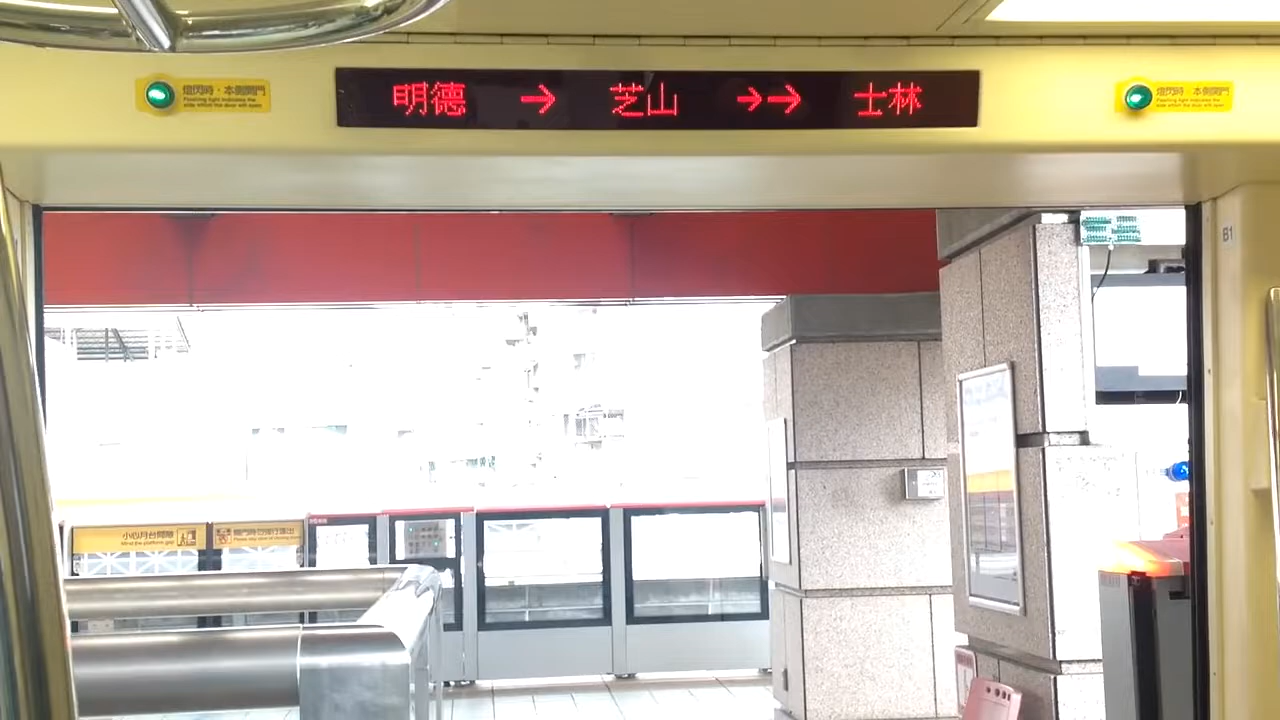 燈閃時,本側開門
Flashing light indicates the
side which the door will open
明德 → 芝山 →→ 士林
燈閃時,本側開門
Flashing light indicates the
side which the door will open
B1
小心月台間隙
Mind the platform gap